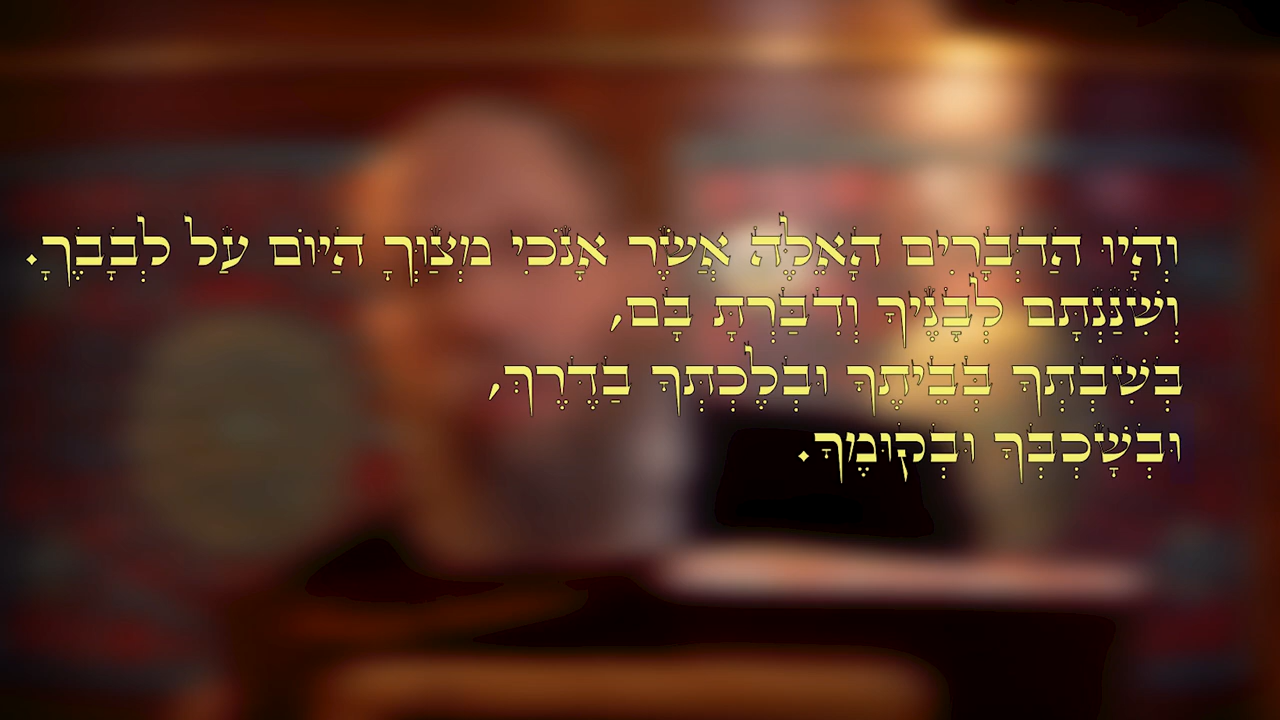 וְהָיוּ הַדְּבָרִים הָאֵלֶּה אֲשֶׁר אָנֹכִי מְצַוְּךָ הַיּוֹם עַל לְבָבֶךָ.
וְשִׁנַּנְתָּם לְבָנֶיךָ וְדִבַּרְתָּ בָּם,
בְּשִׁבְתְּךָ בְּבֵיתֶךָ וּבְלֶכְתְּךָ בַדֶּרֶךְ,
וּבְשָׁכְבְּךָ וּבְקוּמֶךָ.